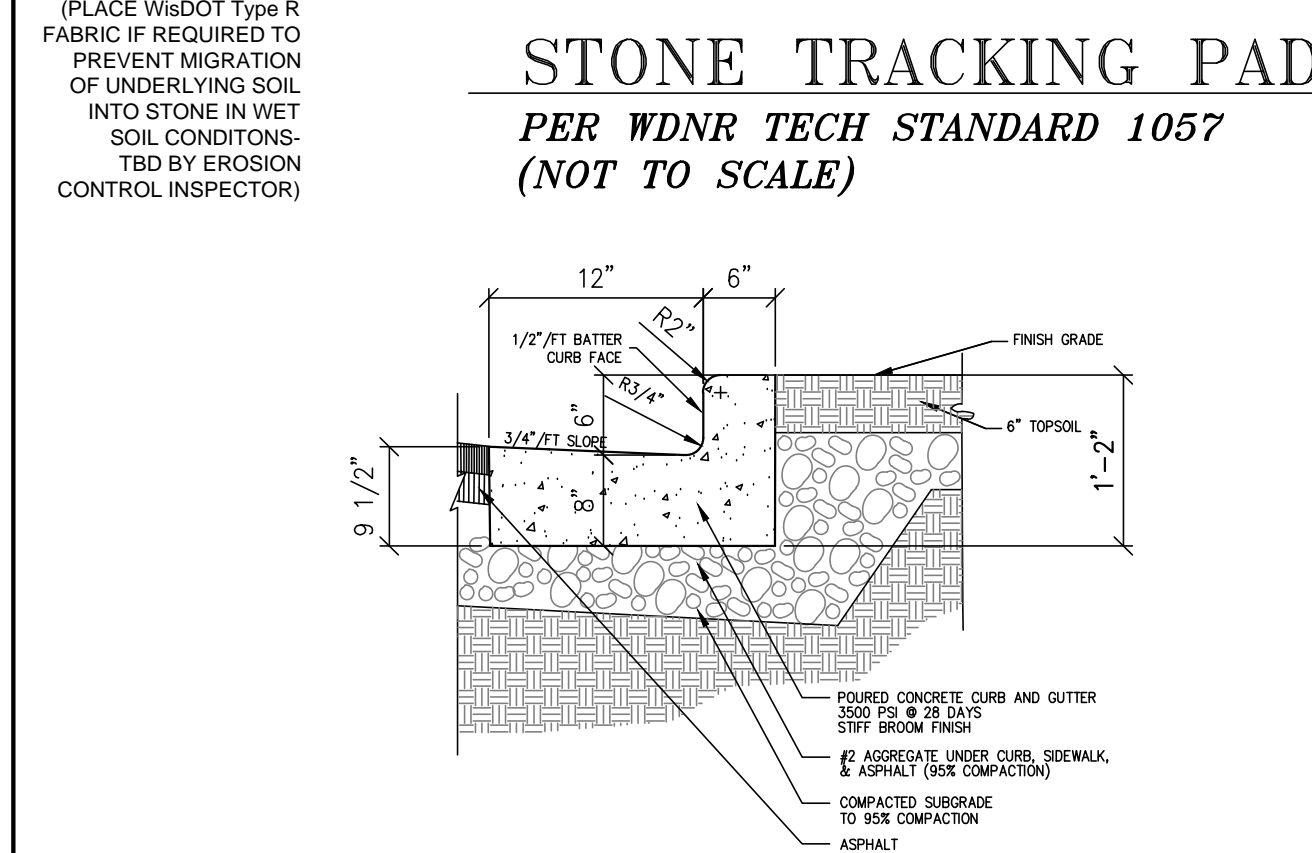 (PLACE WisDOT Type R
FABRIC IF REQUIRED TO
PREVENT MIGRATION
OF UNDERLYING SOIL
INTO STONE IN WET
SOIL CONDITONS-
TBD BY EROSION
CONTROL INSPECTOR)
STONE TRACKING PAD
PER WDNR TECH STANDARD 1057
(NOT TO SCALE)
12"
6"
R2"
1/2"/FT BATTER
CURB FACE
R3/4"
6"
3/4"/FT SLOPE
8"
9 1/2"
FINISH GRADE
6" TOPSOIL
1'-2"
POURED CONCRETE CURB AND GUTTER
3500 PSI @ 28 DAYS
STIFF BROOM FINISH
#2 AGGREGATE UNDER CURB, SIDEWALK,
& ASPHALT (95% COMPACTION)
COMPACTED SUBGRADE
TO 95% COMPACTION
ASPHALT